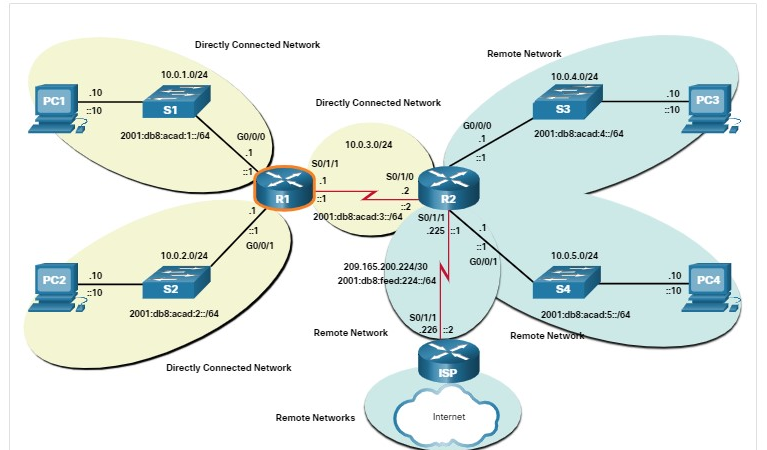 Directly Connected Network
Remote Network
10.0.1.0/24
10.0.4.0/24
PC1
.10
::10
S1
S3
.10
::10
PC3
Directly Connected Network
2001:db8:acad:1::/64
G0/0/0
.1
::1
10.0.3.0/24
G0/0/0
.1
::1
2001:db8:acad:4::/64
S0/1/1
.1
::1
S0/1/0
.2
::2
R1
R2
2001:db8:acad:3::/64
.1
::1
G0/0/1
S0/1/1
.225
::1
.1
::1
G0/0/1
10.0.2.0/24
10.0.5.0/24
209.165.200.224/30
2001:db8:feed:224::/64
PC2
.10
::10
S2
S4
.10
::10
PC4
2001:db8:acad:2::/64
2001:db8:acad:5::/64
S0/1/1
.226
::2
Remote Network
Remote Network
Directly Connected Network
ISP
Remote Networks
Internet